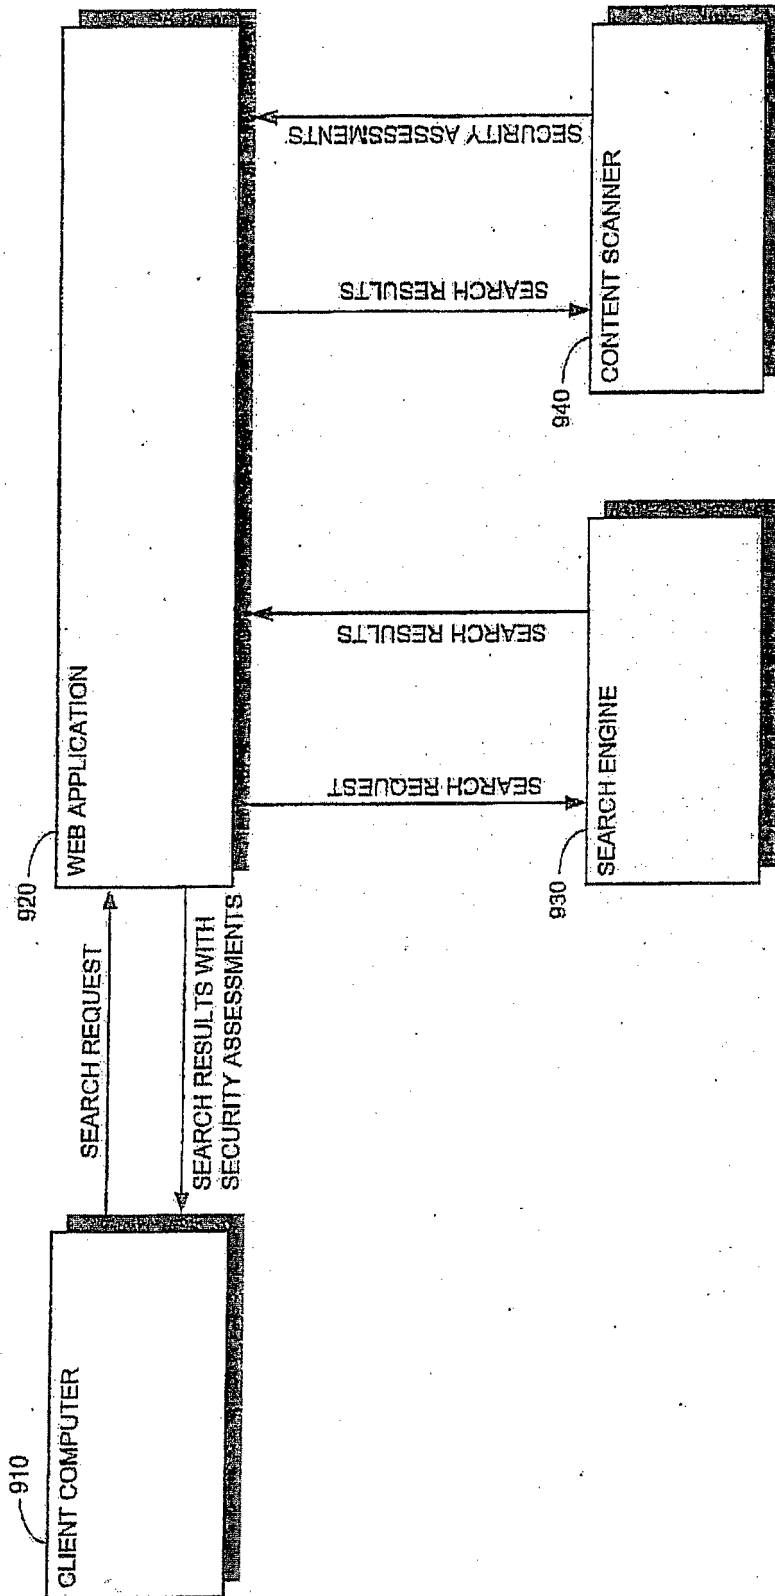 910
CLIENT COMPUTER
SEARCH REQUEST
SEARCH RESULTS WITH
SECURITY ASSESSMENTS
920
WEB APPLICATION
SEARCH REQUEST
SEARCH RESULTS
SEARCH RESULTS
SECURITY ASSESSMENTS
930
SEARCH ENGINE
940
CONTENT SCANNER